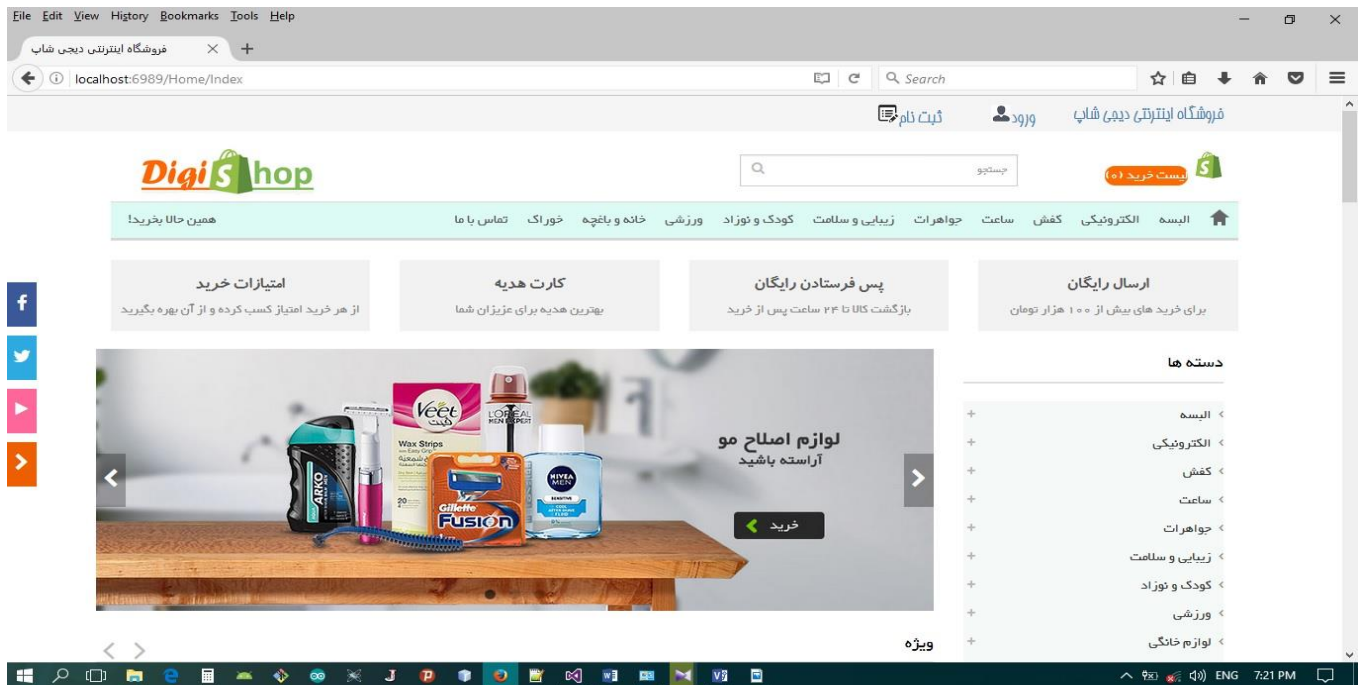 File Edit View History Bookmarks Tools Help
فروشگاه اینترنتی دیجی شاپ
localhost:6989/Home/Index
Search
فروشگاه اینترنتی دیجی شاپ ورود ثبت نام
DigiShop
جستجو
لیست خرید (۰)
البسه الکترونیکی کفش ساعت جواهرات زیبایی و سلامت کودک و نوزاد ورزشی خانه و باغچه خوراک تماس با ما همین حالا بخرید!
ارسال رایگان
برای خرید های بیش از ۱۰۰ هزار تومان
پس فرستادن رایگان
بازگشت کالا تا ۲۴ ساعت پس از خرید
کارت هدیه
بهترین هدیه برای عزیزان شما
امتیازات خرید
از هر خرید امتیاز کسب کرده و از آن بهره بگیرید
دسته ها
البسه
الکترونیکی
کفش
ساعت
جواهرات
زیبایی و سلامت
کودک و نوزاد
ورزشی
لوازم خانگی
لوازم اصلاح مو
آراسته باشید
خرید
ARKO
Veet
فيت
Wax Strips
20
L'OREAL
MEN EXPERT
Gillette
FUSION
NIVEA
MEN
SENSITIVE
ویژه
ENG 7:21 PM